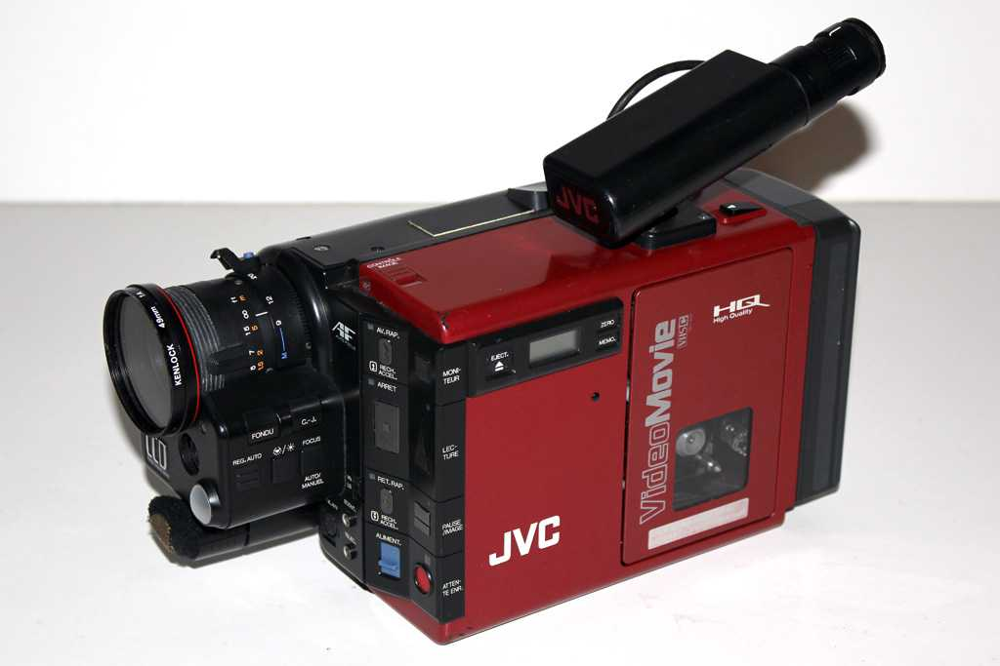 JVC
CONTRÔLE
IMAGE
HQ
High Quality
VideoMovie
VHS C
ZERO
MEMO.
EJECT.
AF
AV.RAP.
RECH.
ACCEL.
MONI-
TEUR
ARRET
LEC-
TURE
RET.RAP.
RECH.
ACCEL.
PAUSE
/IMAGE
ALIMENT.
ATTEN-
TE ENR.
JVC
49mm
KENLOCK
FONDU
REG.AUTO
FOCUS
AUTO/
MANUEL